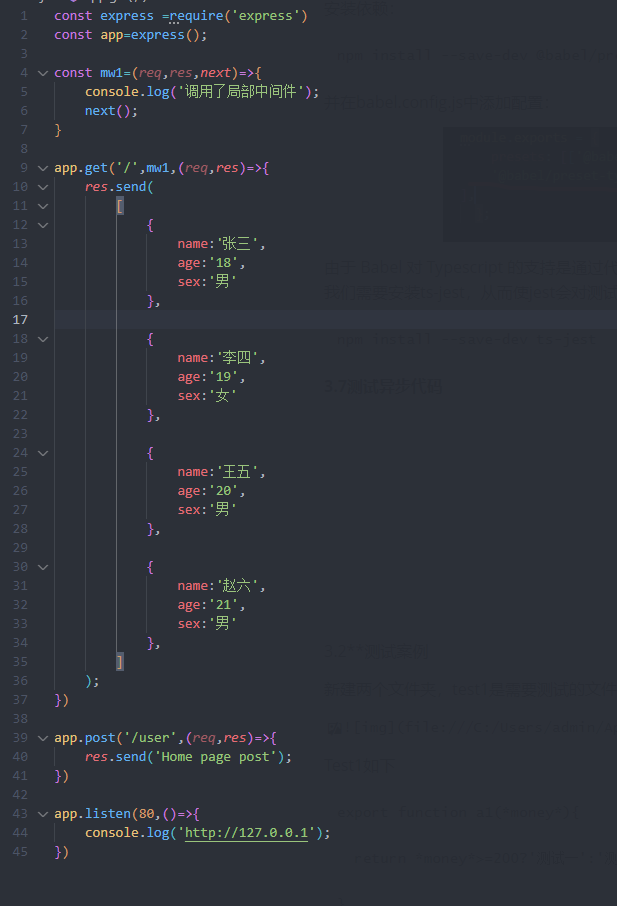 1 const express =require('express')
2 const app=express();
3
4 const mw1=(req,res,next)=>{
5 console.log('调用了局部中间件');
6 next();
7 }
8
9 app.get('/',mw1,(req,res)=>{
10 res.send(
11 [
12 {
13 name:'张三',
14 age:'18',
15 sex:'男'
16 },
17
18 {
19 name:'李四',
20 age:'19',
21 sex:'女'
22 },
23
24 {
25 name:'王五',
26 age:'20',
27 sex:'男'
28 },
29
30 {
31 name:'赵六',
32 age:'21',
33 sex:'男'
34 },
35 ]
36 );
37 })
38
39 app.post('/user',(req,res)=>{
40 res.send('Home page post');
41 })
42
43 app.listen(80,()=>{
44 console.log('http://127.0.0.1');
45 })